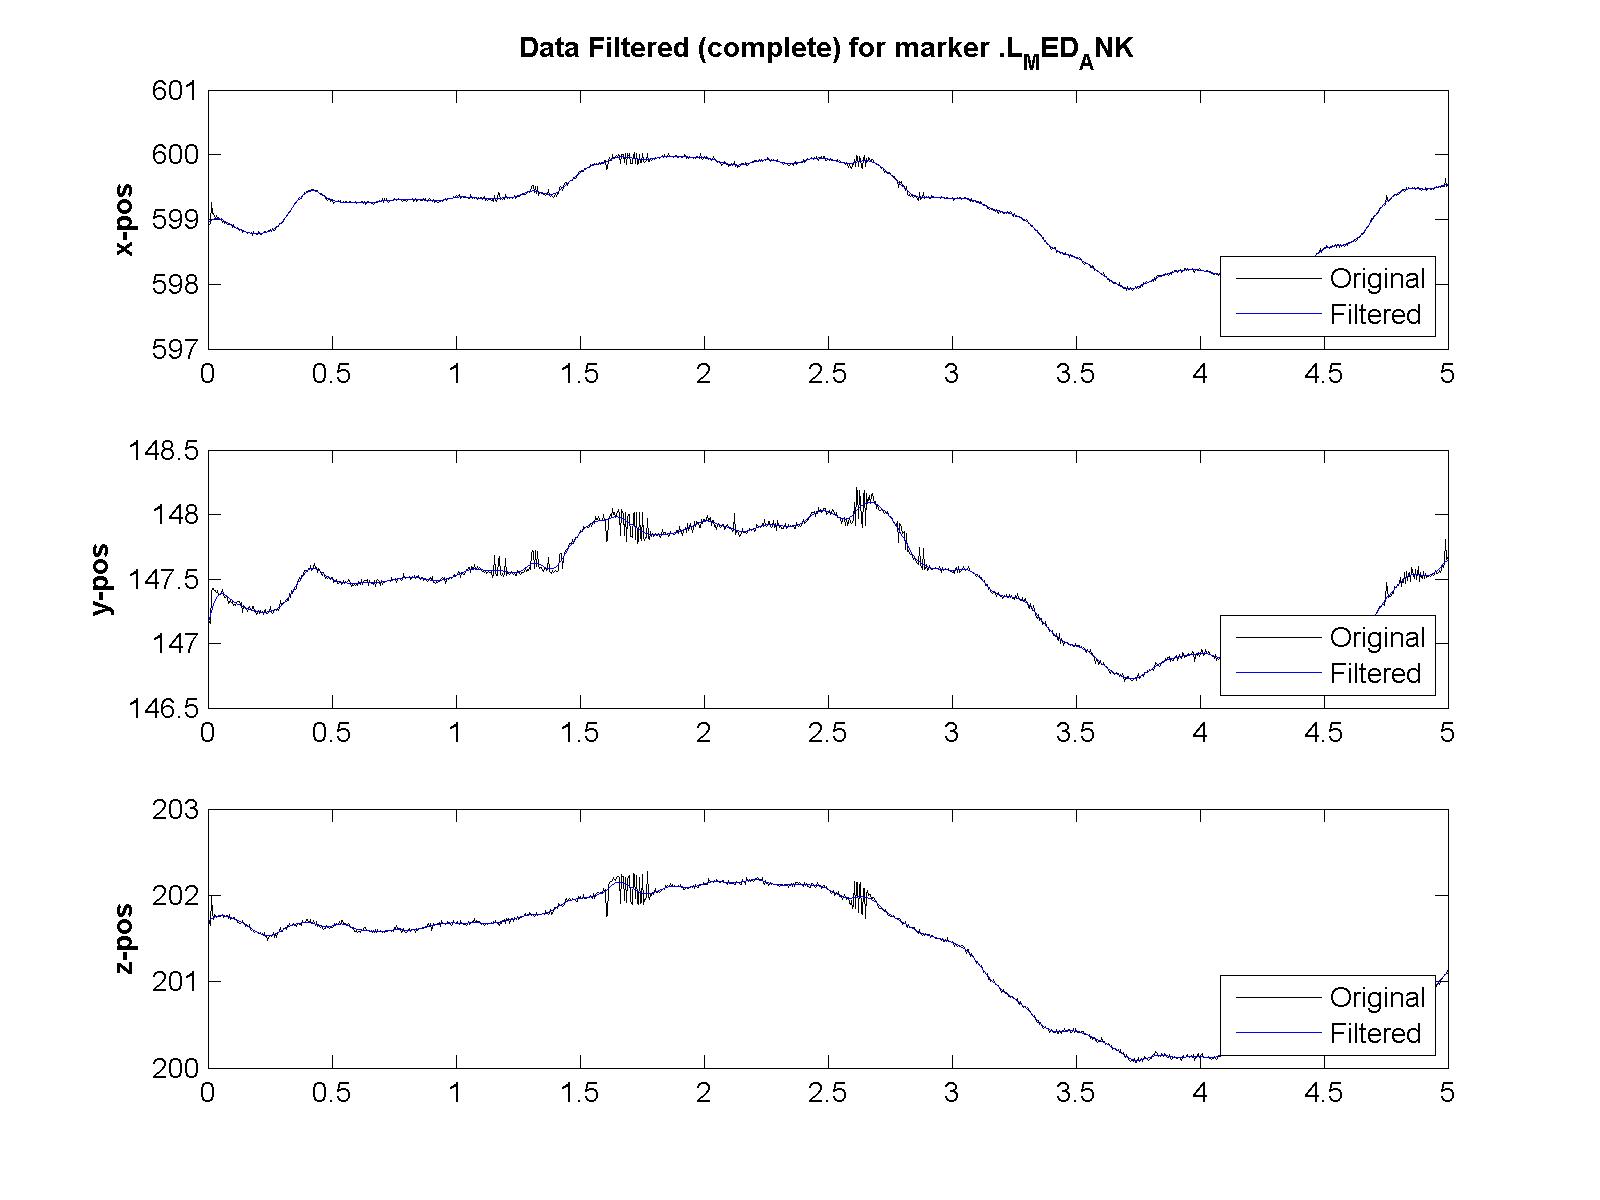 Data Filtered (complete) for marker .LMEDANK
601
600
599
598
597
x-pos
0 0.5 1 1.5 2 2.5 3 3.5 4 4.5 5
Original
Filtered
148.5
148
147.5
147
146.5
y-pos
0 0.5 1 1.5 2 2.5 3 3.5 4 4.5 5
Original
Filtered
203
202
201
200
z-pos
0 0.5 1 1.5 2 2.5 3 3.5 4 4.5 5
Original
Filtered